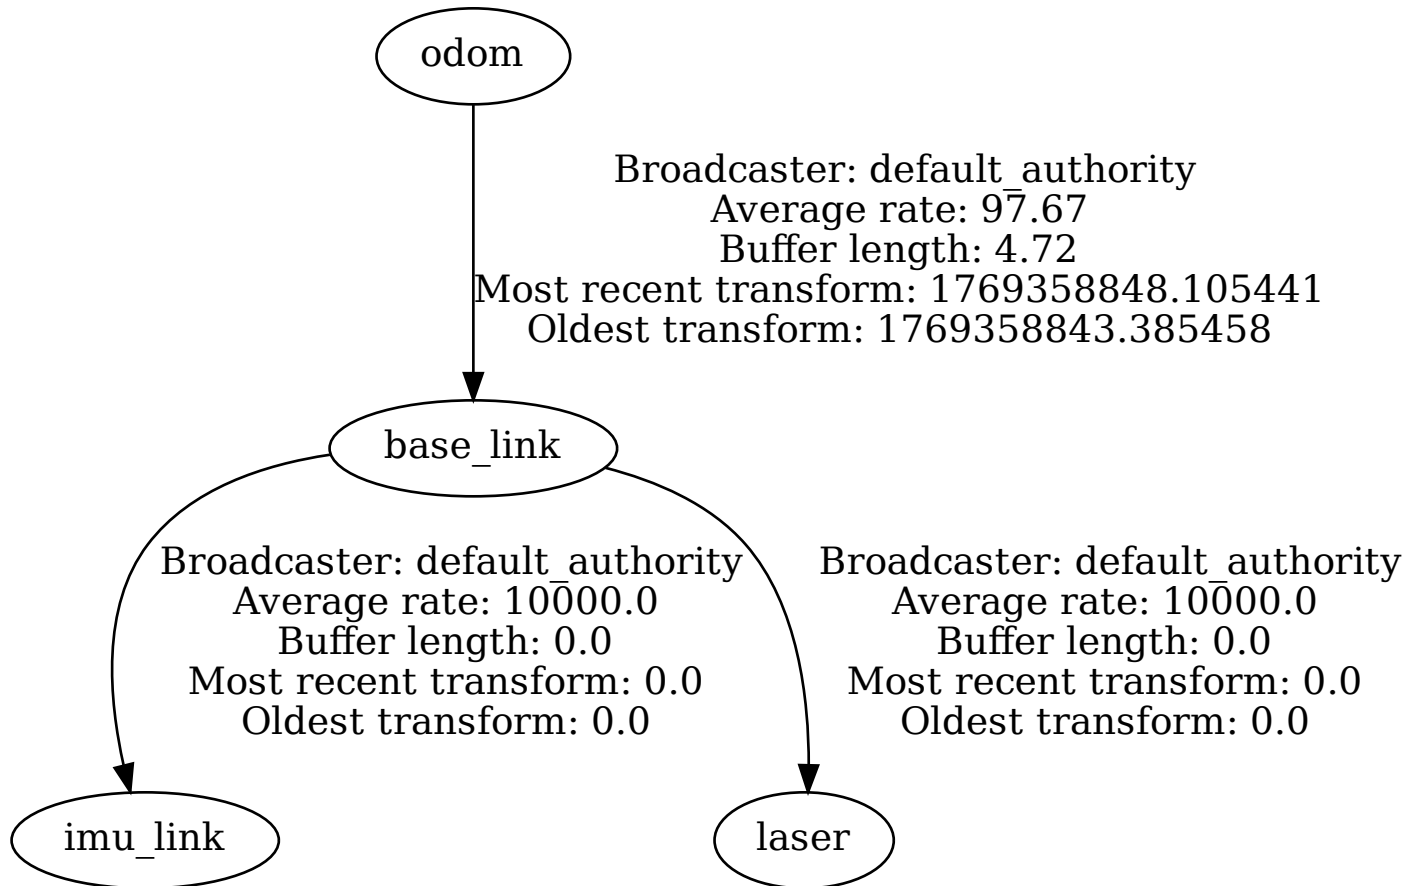 odom
Broadcaster: default_authority
Average rate: 97.67
Buffer length: 4.72
Most recent transform: 1769358848.105441
Oldest transform: 1769358843.385458
base_link
Broadcaster: default_authority
Average rate: 10000.0
Buffer length: 0.0
Most recent transform: 0.0
Oldest transform: 0.0
Broadcaster: default_authority
Average rate: 10000.0
Buffer length: 0.0
Most recent transform: 0.0
Oldest transform: 0.0
imu_link
laser